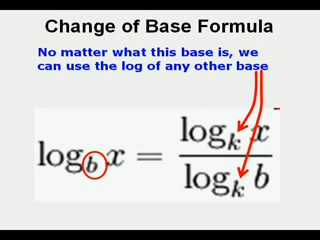 Change of Base Formula
No matter what this base is, we
can use the log of any other base
log_b x = log_k x / log_k b